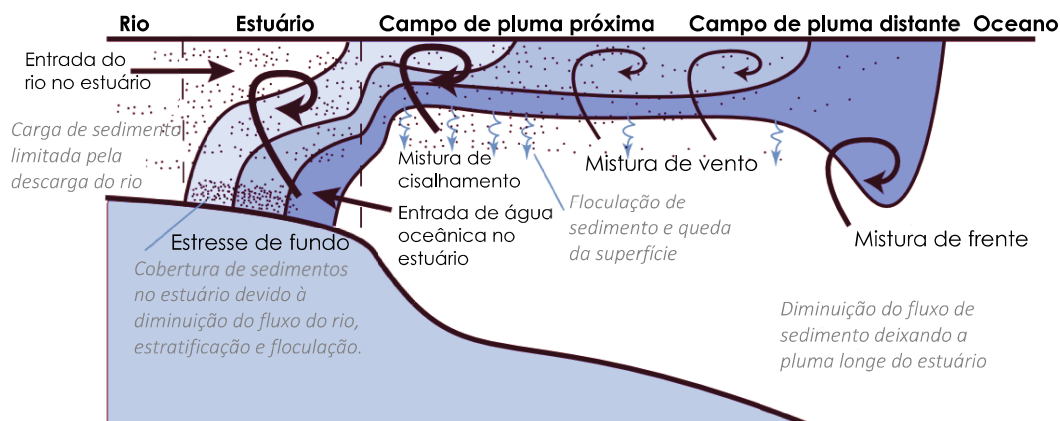 Rio
Estuário
Campo de pluma próxima
Campo de pluma distante
Oceano
Entrada do
rio no estuário
Carga de sedimento
limitada pela
descarga do rio
Estresse de fundo
Cobertura de sedimentos
no estuário devido à
diminuição do fluxo do rio,
estratificação e floculação.
Mistura de
cisalhamento
Entrada de água
oceânica no
estuário
Mistura de vento
Floculação de
sedimento e queda
da superfície
Mistura de frente
Diminuição do fluxo de
sedimento deixando a
pluma longe do estuário